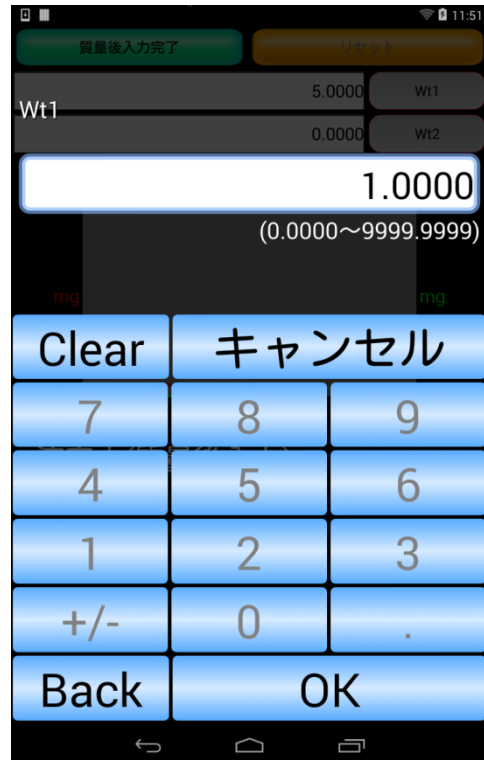 11:51
質量後入力完了 リセット
5.0000 Wt1
Wt1
0.0000 Wt2
1.0000
(0.0000～9999.9999)
mg mg
Clear キャンセル
7 8 9
4 5 6
1 2 3
+/- 0 .
Back OK